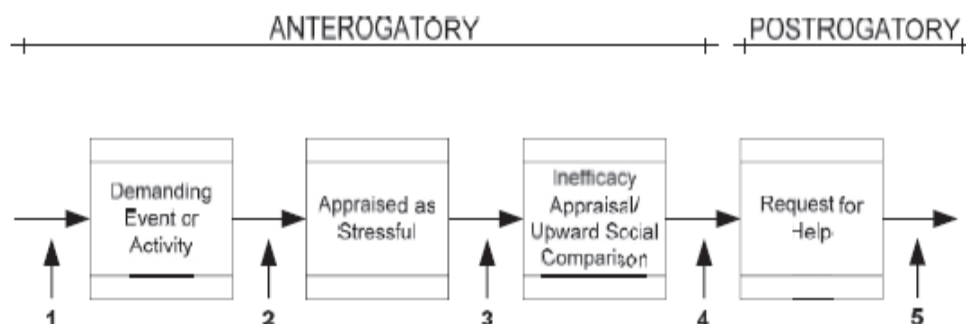 ANTEROGATORY
POSTROGATORY
Demanding
Event or
Activity
Appraised as
Stressful
Inefficacy
Appraisal/
Upward Social
Comparison
Request for
Help
1
2
3
4
5